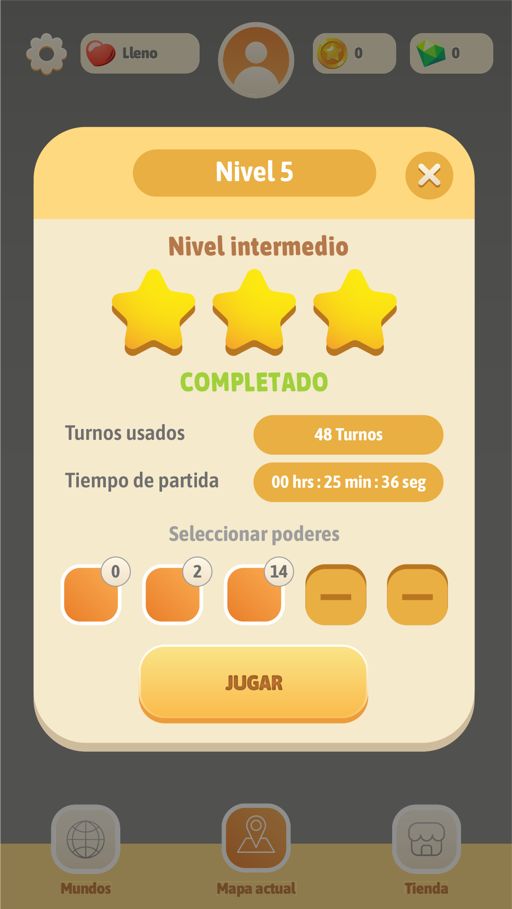 Lleno
0
0
Nivel 5
Nivel intermedio
COMPLETADO
Turnos usados
48 Turnos
Tiempo de partida
00 hrs : 25 min : 36 seg
Seleccionar poderes
0
2
14
JUGAR
Mundos
Mapa actual
Tienda